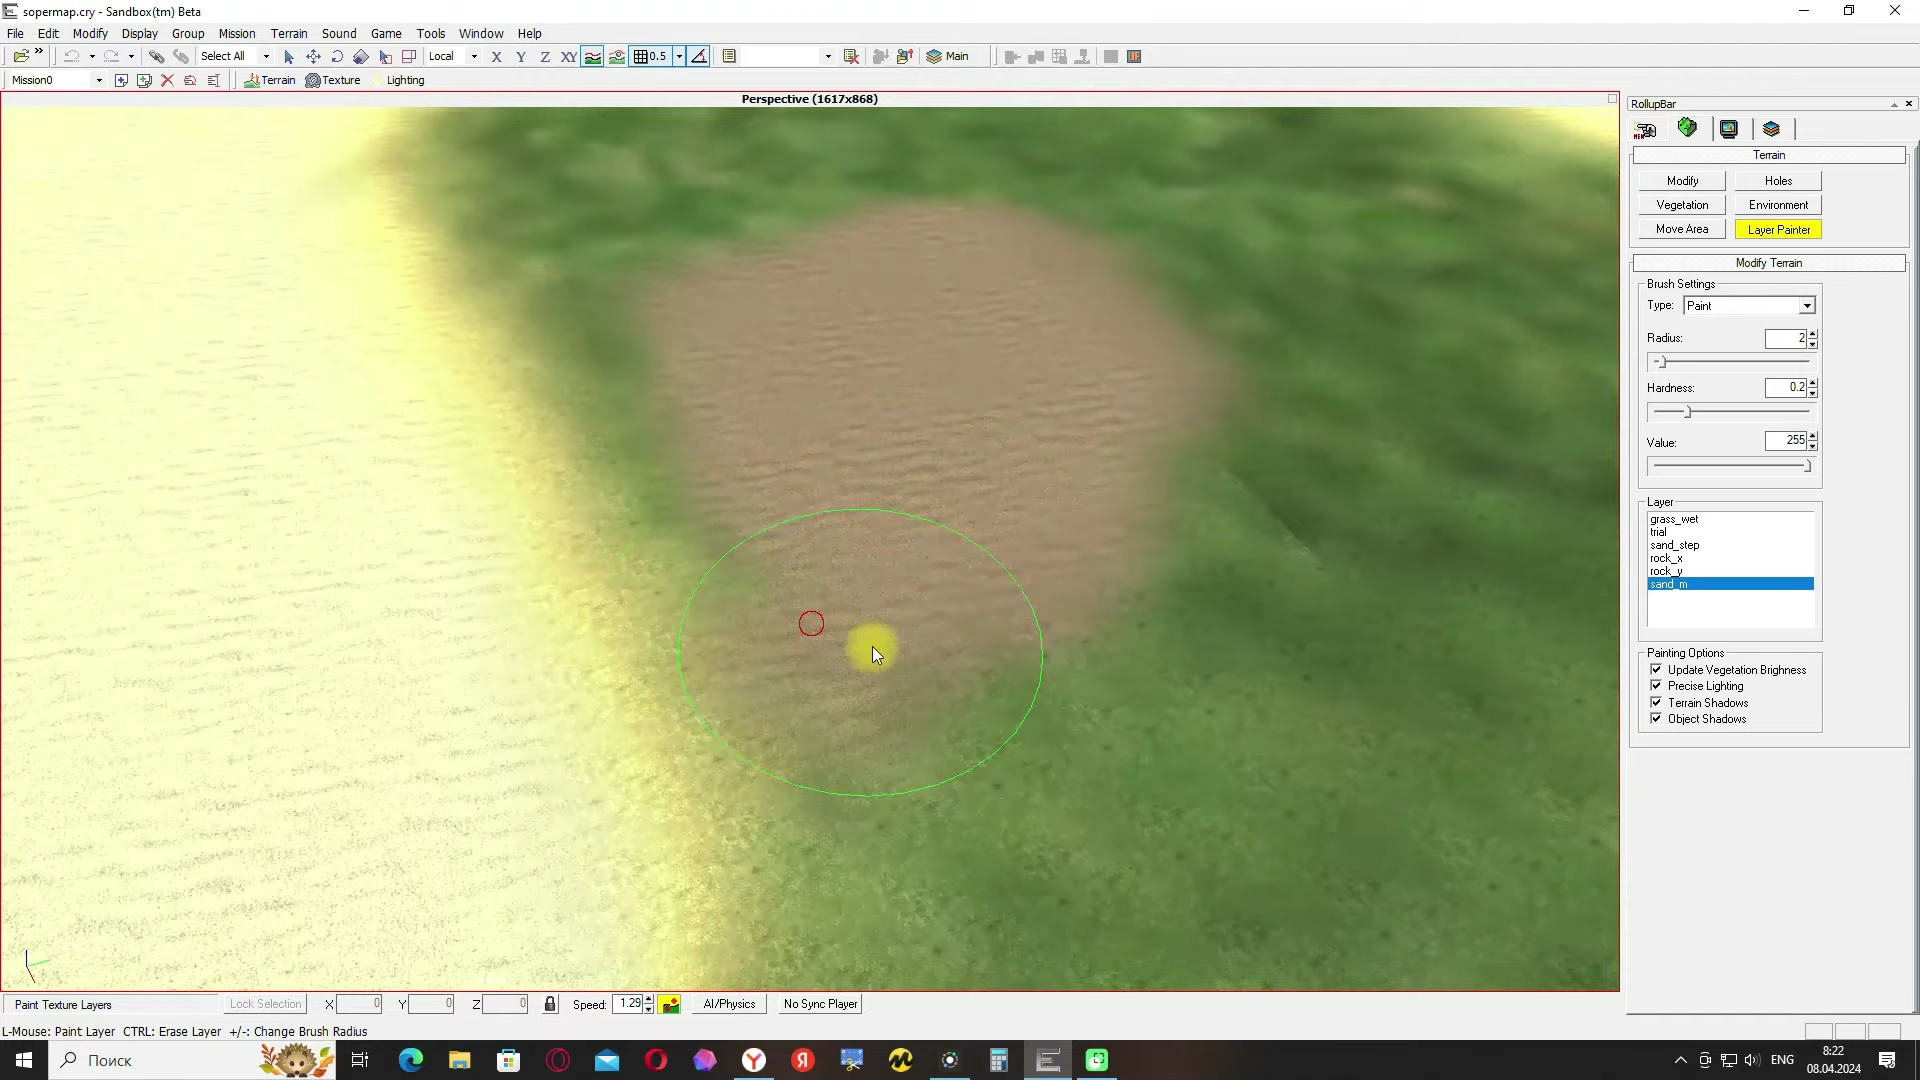 sopermap.cry - Sandbox(tm) Beta
File Edit Modify Display Group Mission Terrain Sound Game Tools Window Help
Select All Local X Y Z XY 0.5 Main
Mission0 Terrain Texture Lighting
Perspective (1617x868)
RollupBar
Terrain
Modify Holes
Vegetation Environment
Move Area Layer Painter
Modify Terrain
Brush Settings
Type: Paint
Radius: 2
Hardness: 0.2
Value: 255
Layer
grass_wet
trial
sand_step
rock_x
rock_y
sand_m
Painting Options
Update Vegetation Brighness
Precise Lighting
Terrain Shadows
Object Shadows
Paint Texture Layers Lock Selection X 0 Y 0 Z 0 Speed: 1.29 AI/Physics No Sync Player
L-Mouse: Paint Layer CTRL: Erase Layer +/-: Change Brush Radius
Поиск ENG 8:22
08.04.2024